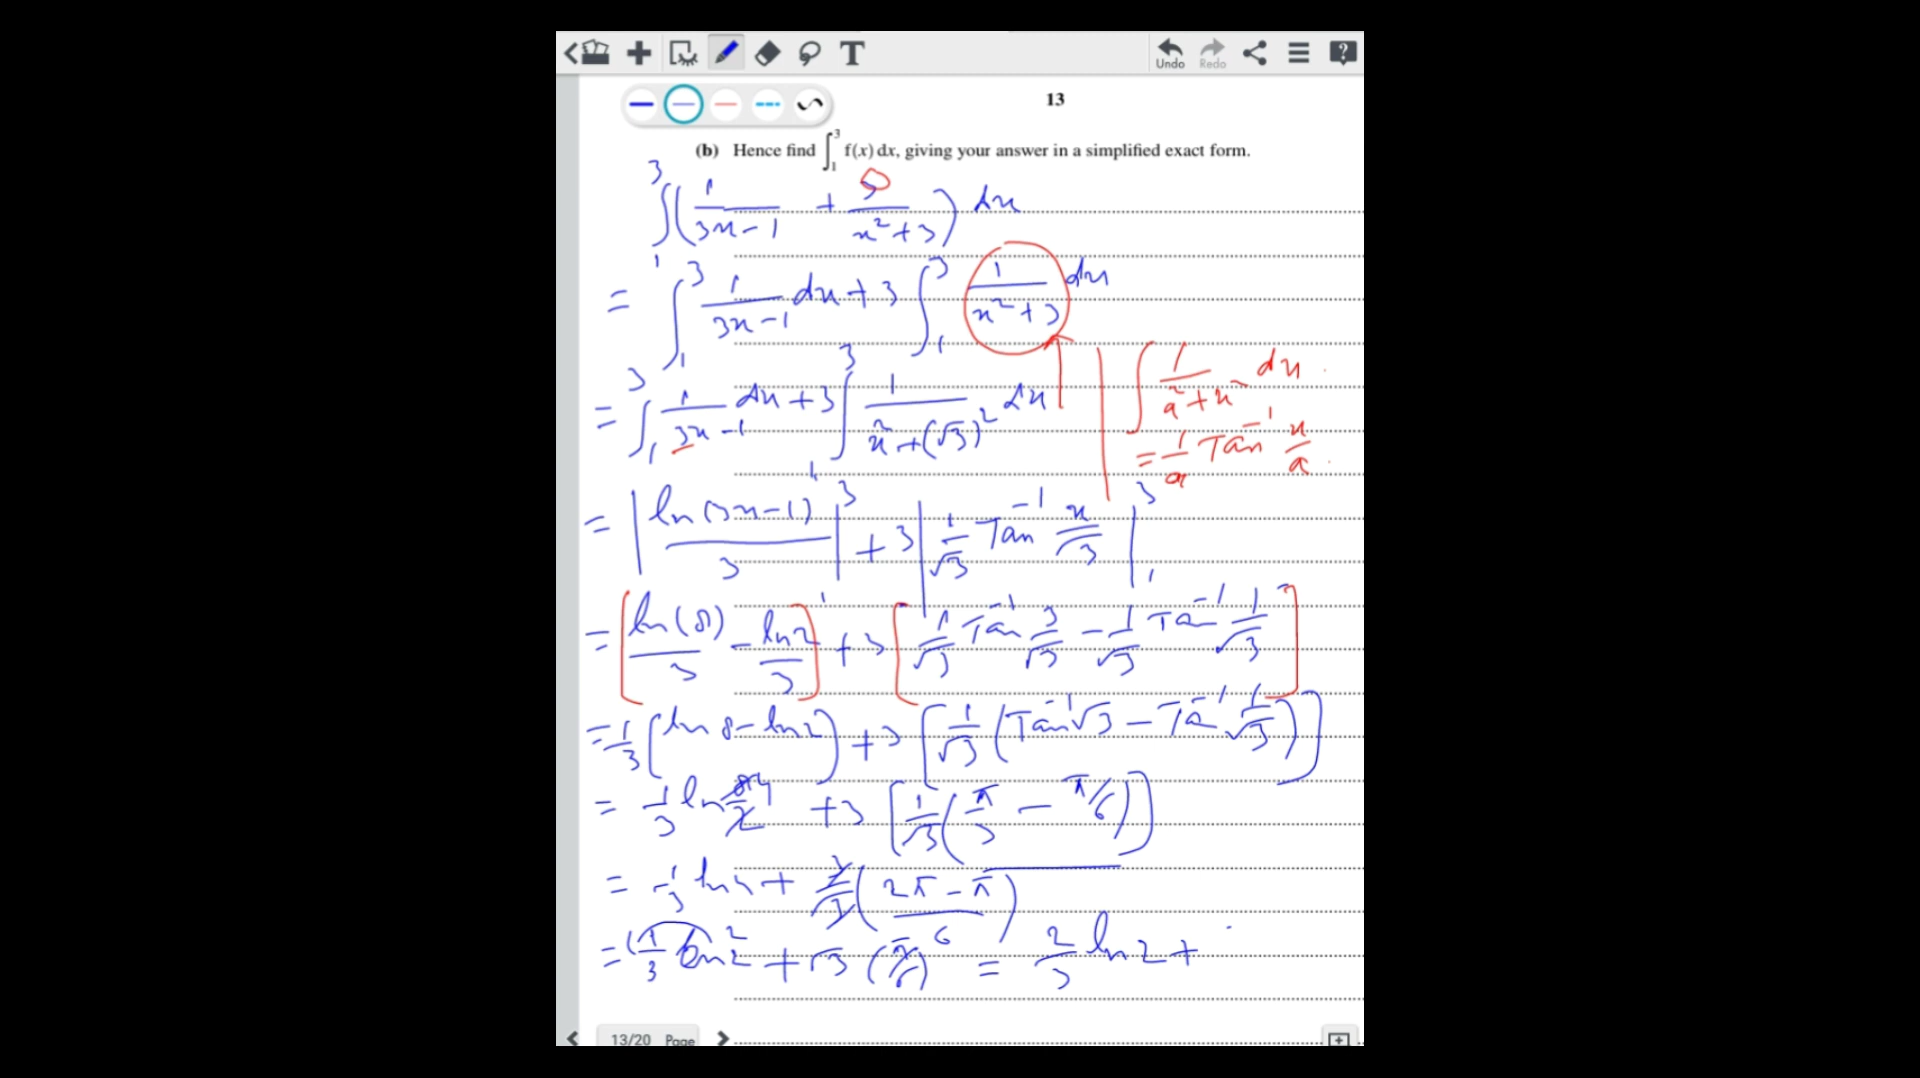 Undo Redo
13
(b) Hence find ∫₁³ f(x) dx, giving your answer in a simplified exact form.
∫₁³ (1/(3x-1) + 3/(x²+3)) dx
= ∫₁³ 1/(3x-1) dx + 3 ∫₁³ 1/(x²+3) dx
= ∫₁³ 1/(3x-1) dx + 3 ∫₁³ 1/(x²+(√3)²) dx
∫ 1/(a²+x²) dx
= 1/a Tan⁻¹ x/a
= |ln(3x-1)/3|₁³ + 3 |1/√3 Tan⁻¹ x/√3|₁³
= [ln(8)/3 - ln2/3] + 3 [1/√3 Tan⁻¹ 3/√3 - 1/√3 Tan⁻¹ 1/√3]
= 1/3 (ln 8 - ln 2) + 3 [1/√3 (Tan⁻¹ √3 - Tan⁻¹ 1/√3)]
= 1/3 ln 8/2 4 + 3 [1/√3 (π/3 - π/6)]
= 1/3 ln 4 + 3/√3 ((2π - π)/6)
= (1/3 ln 2² + √3 (π/6) = 2/3 ln 2 +
13/20 Page